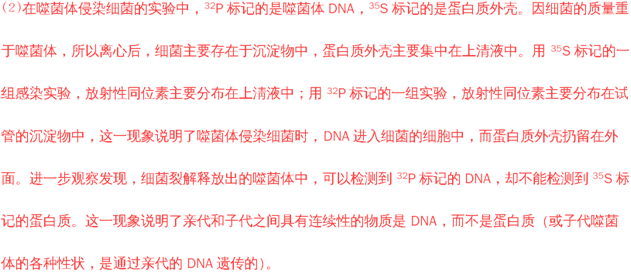 (2)在噬菌体侵染细菌的实验中，³²P 标记的是噬菌体 DNA，³⁵S 标记的是蛋白质外壳。因细菌的质量重
于噬菌体，所以离心后，细菌主要存在于沉淀物中，蛋白质外壳主要集中在上清液中。用 ³⁵S 标记的一
组感染实验，放射性同位素主要分布在上清液中；用 ³²P 标记的一组实验，放射性同位素主要分布在试
管的沉淀物中，这一现象说明了噬菌体侵染细菌时，DNA 进入细菌的细胞中，而蛋白质外壳扔留在外
面。进一步观察发现，细菌裂解释放出的噬菌体中，可以检测到 ³²P 标记的 DNA，却不能检测到 ³⁵S 标
记的蛋白质。这一现象说明了亲代和子代之间具有连续性的物质是 DNA，而不是蛋白质（或子代噬菌
体的各种性状，是通过亲代的 DNA 遗传的）。